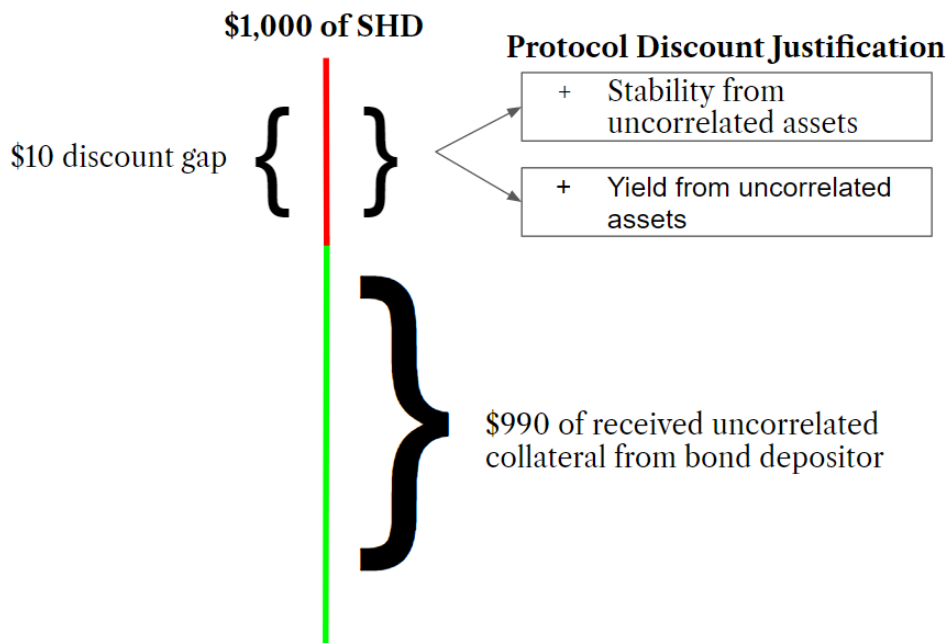 $1,000 of SHD
Protocol Discount Justification
+ Stability from
uncorrelated assets
$10 discount gap
+ Yield from uncorrelated
assets
$990 of received uncorrelated
collateral from bond depositor